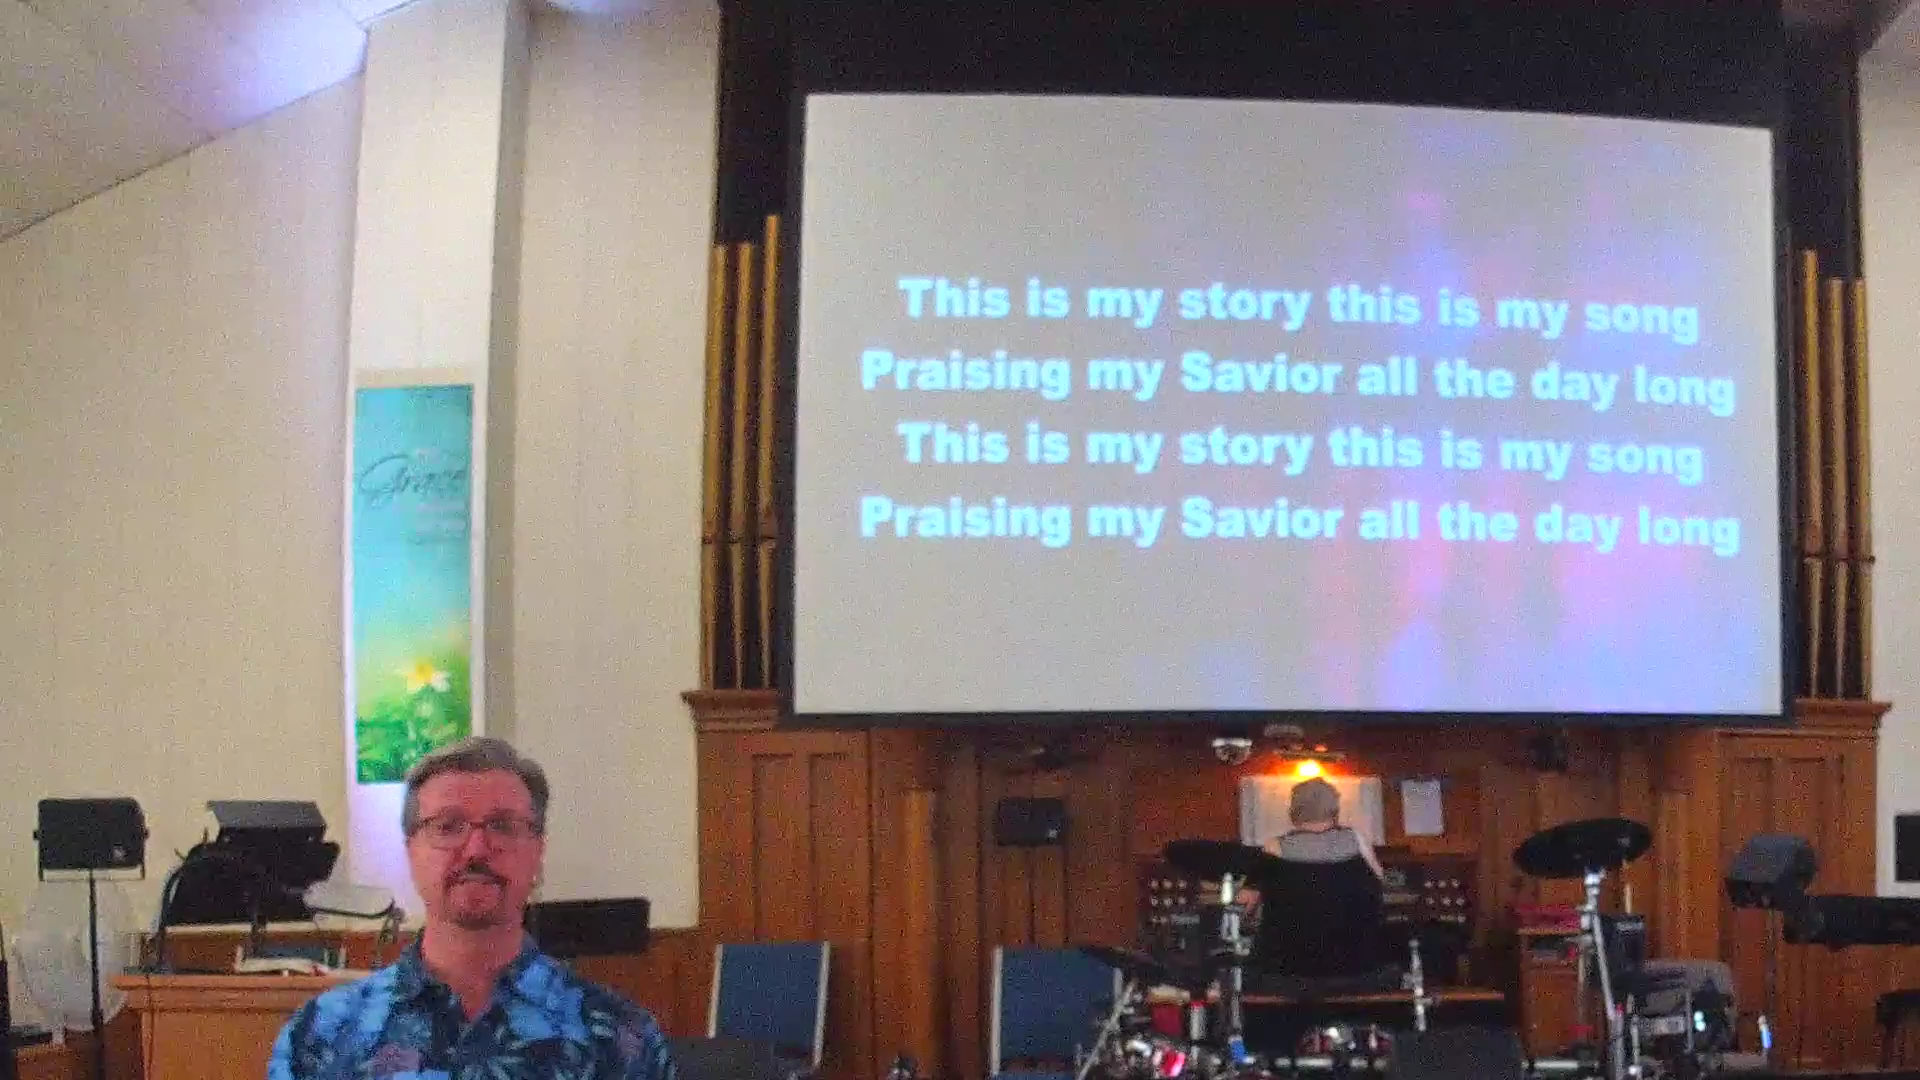 This is my story this is my song
Praising my Savior all the day long
This is my story this is my song
Praising my Savior all the day long
Grace